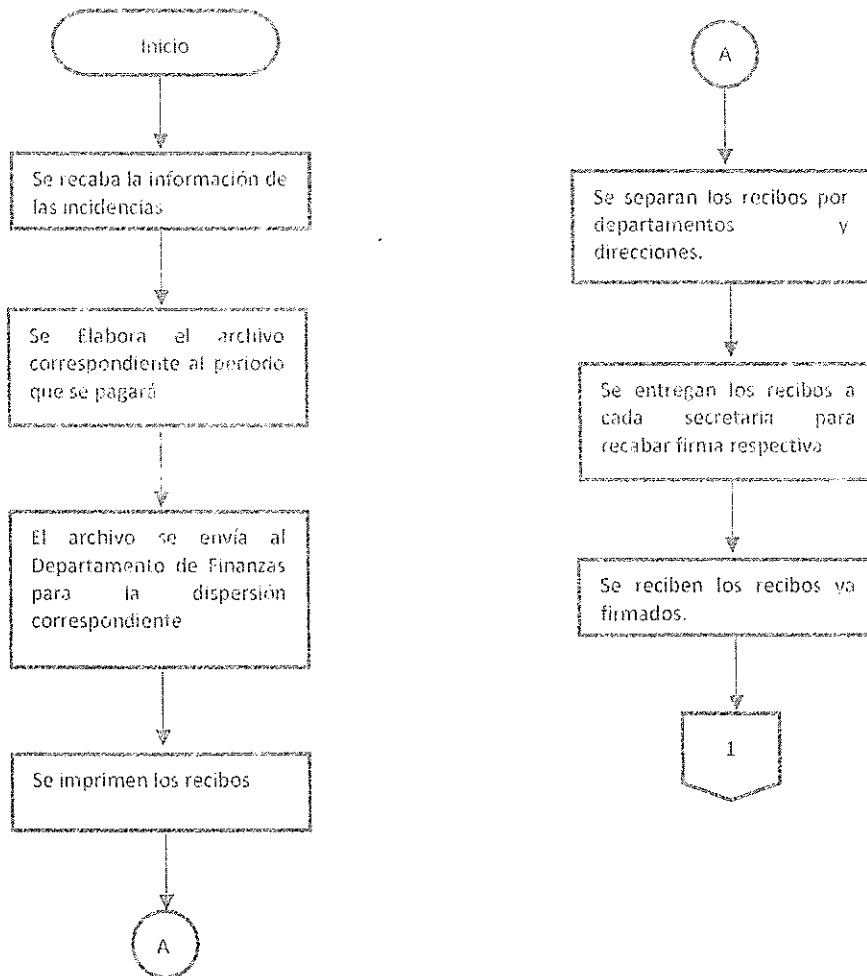 Inicio
Se recaba la información de
las incidencias
Se Elabora el archivo
correspondiente al periodo
que se pagará
El archivo se envía al
Departamento de Finanzas
para la dispersión
correspondiente
Se imprimen los recibos
A
A
Se separan los recibos por
departamentos y
direcciones.
Se entregan los recibos a
cada secretaria para
recabar firma respectiva
Se reciben los recibos ya
firmados.
1